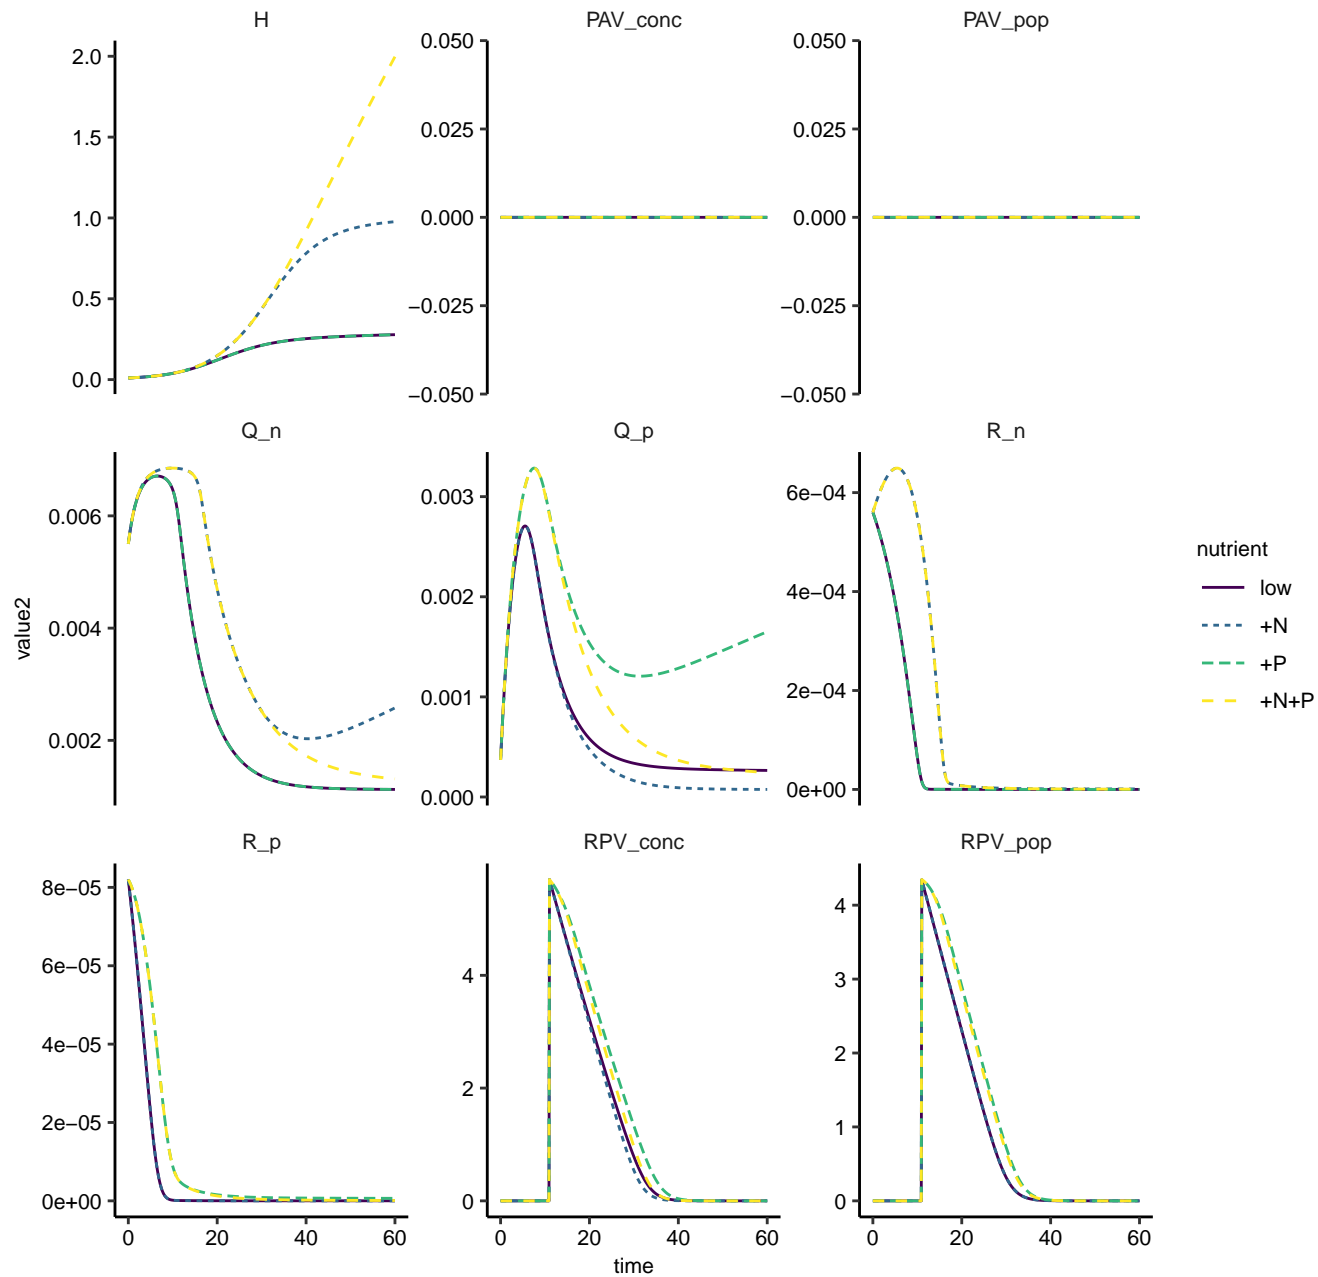 H
PAV_conc
PAV_pop
2.0
1.5
1.0
0.5
0.0
0.050
0.025
0.000
−0.025
−0.050
0.050
0.025
0.000
−0.025
−0.050
Q_n
Q_p
R_n
0.006
0.004
0.002
0.003
0.002
0.001
0.000
6e−04
4e−04
2e−04
0e+00
R_p
RPV_conc
RPV_pop
8e−05
6e−05
4e−05
2e−05
0e+00
4
2
0
4
3
2
1
0
0 20 40 60
0 20 40 60
0 20 40 60
time
value2
nutrient
low
+N
+P
+N+P